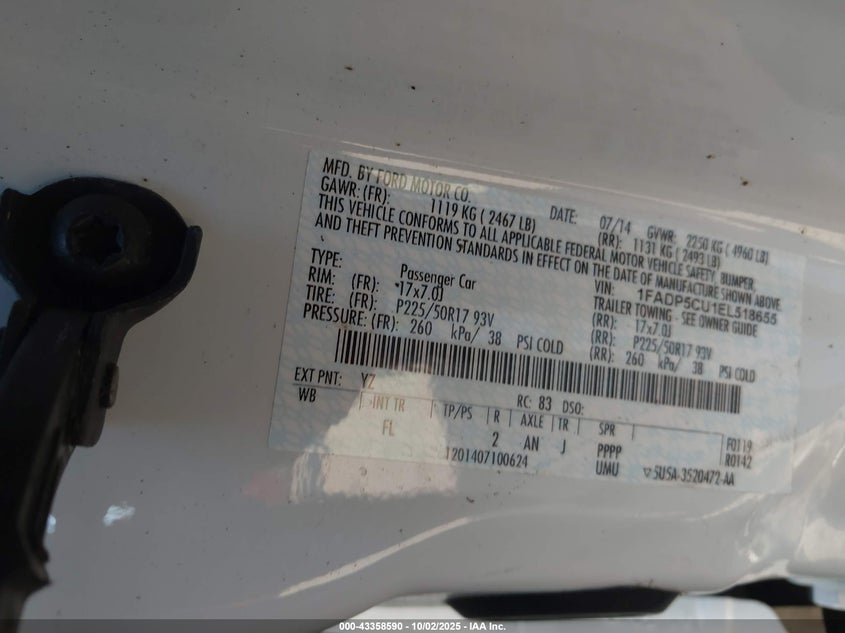 MFD. BY FORD MOTOR CO.
DATE: 07/14 GVWR: 2250 KG ( 4960 LB)
GAWR: (FR): 1119 KG ( 2467 LB) (RR): 1131 KG ( 2493 LB)
THIS VEHICLE CONFORMS TO ALL APPLICABLE FEDERAL MOTOR VEHICLE SAFETY, BUMPER,
AND THEFT PREVENTION STANDARDS IN EFFECT ON THE DATE OF MANUFACTURE SHOWN ABOVE.
VIN: 1FADP5CU1EL518655
TYPE: Passenger Car TRAILER TOWING - SEE OWNER GUIDE
RIM: (FR): *17x7.0J (RR): 17x7.0J
TIRE: (FR): P225/50R17 93V (RR): P225/50R17 93V
PRESSURE: (FR): 260 kPa/ 38 PSI COLD (RR): 260 kPa/ 38 PSI COLD
EXT PNT: YZ RC: 83 DSO:
WB INT TR TP/PS R AXLE TR SPR
FL 2 AN J PPPP F0119
1201407100624 UMU R0142
▽5U5A-3520472-AA
000-43358590 - 10/02/2025 - IAA Inc.